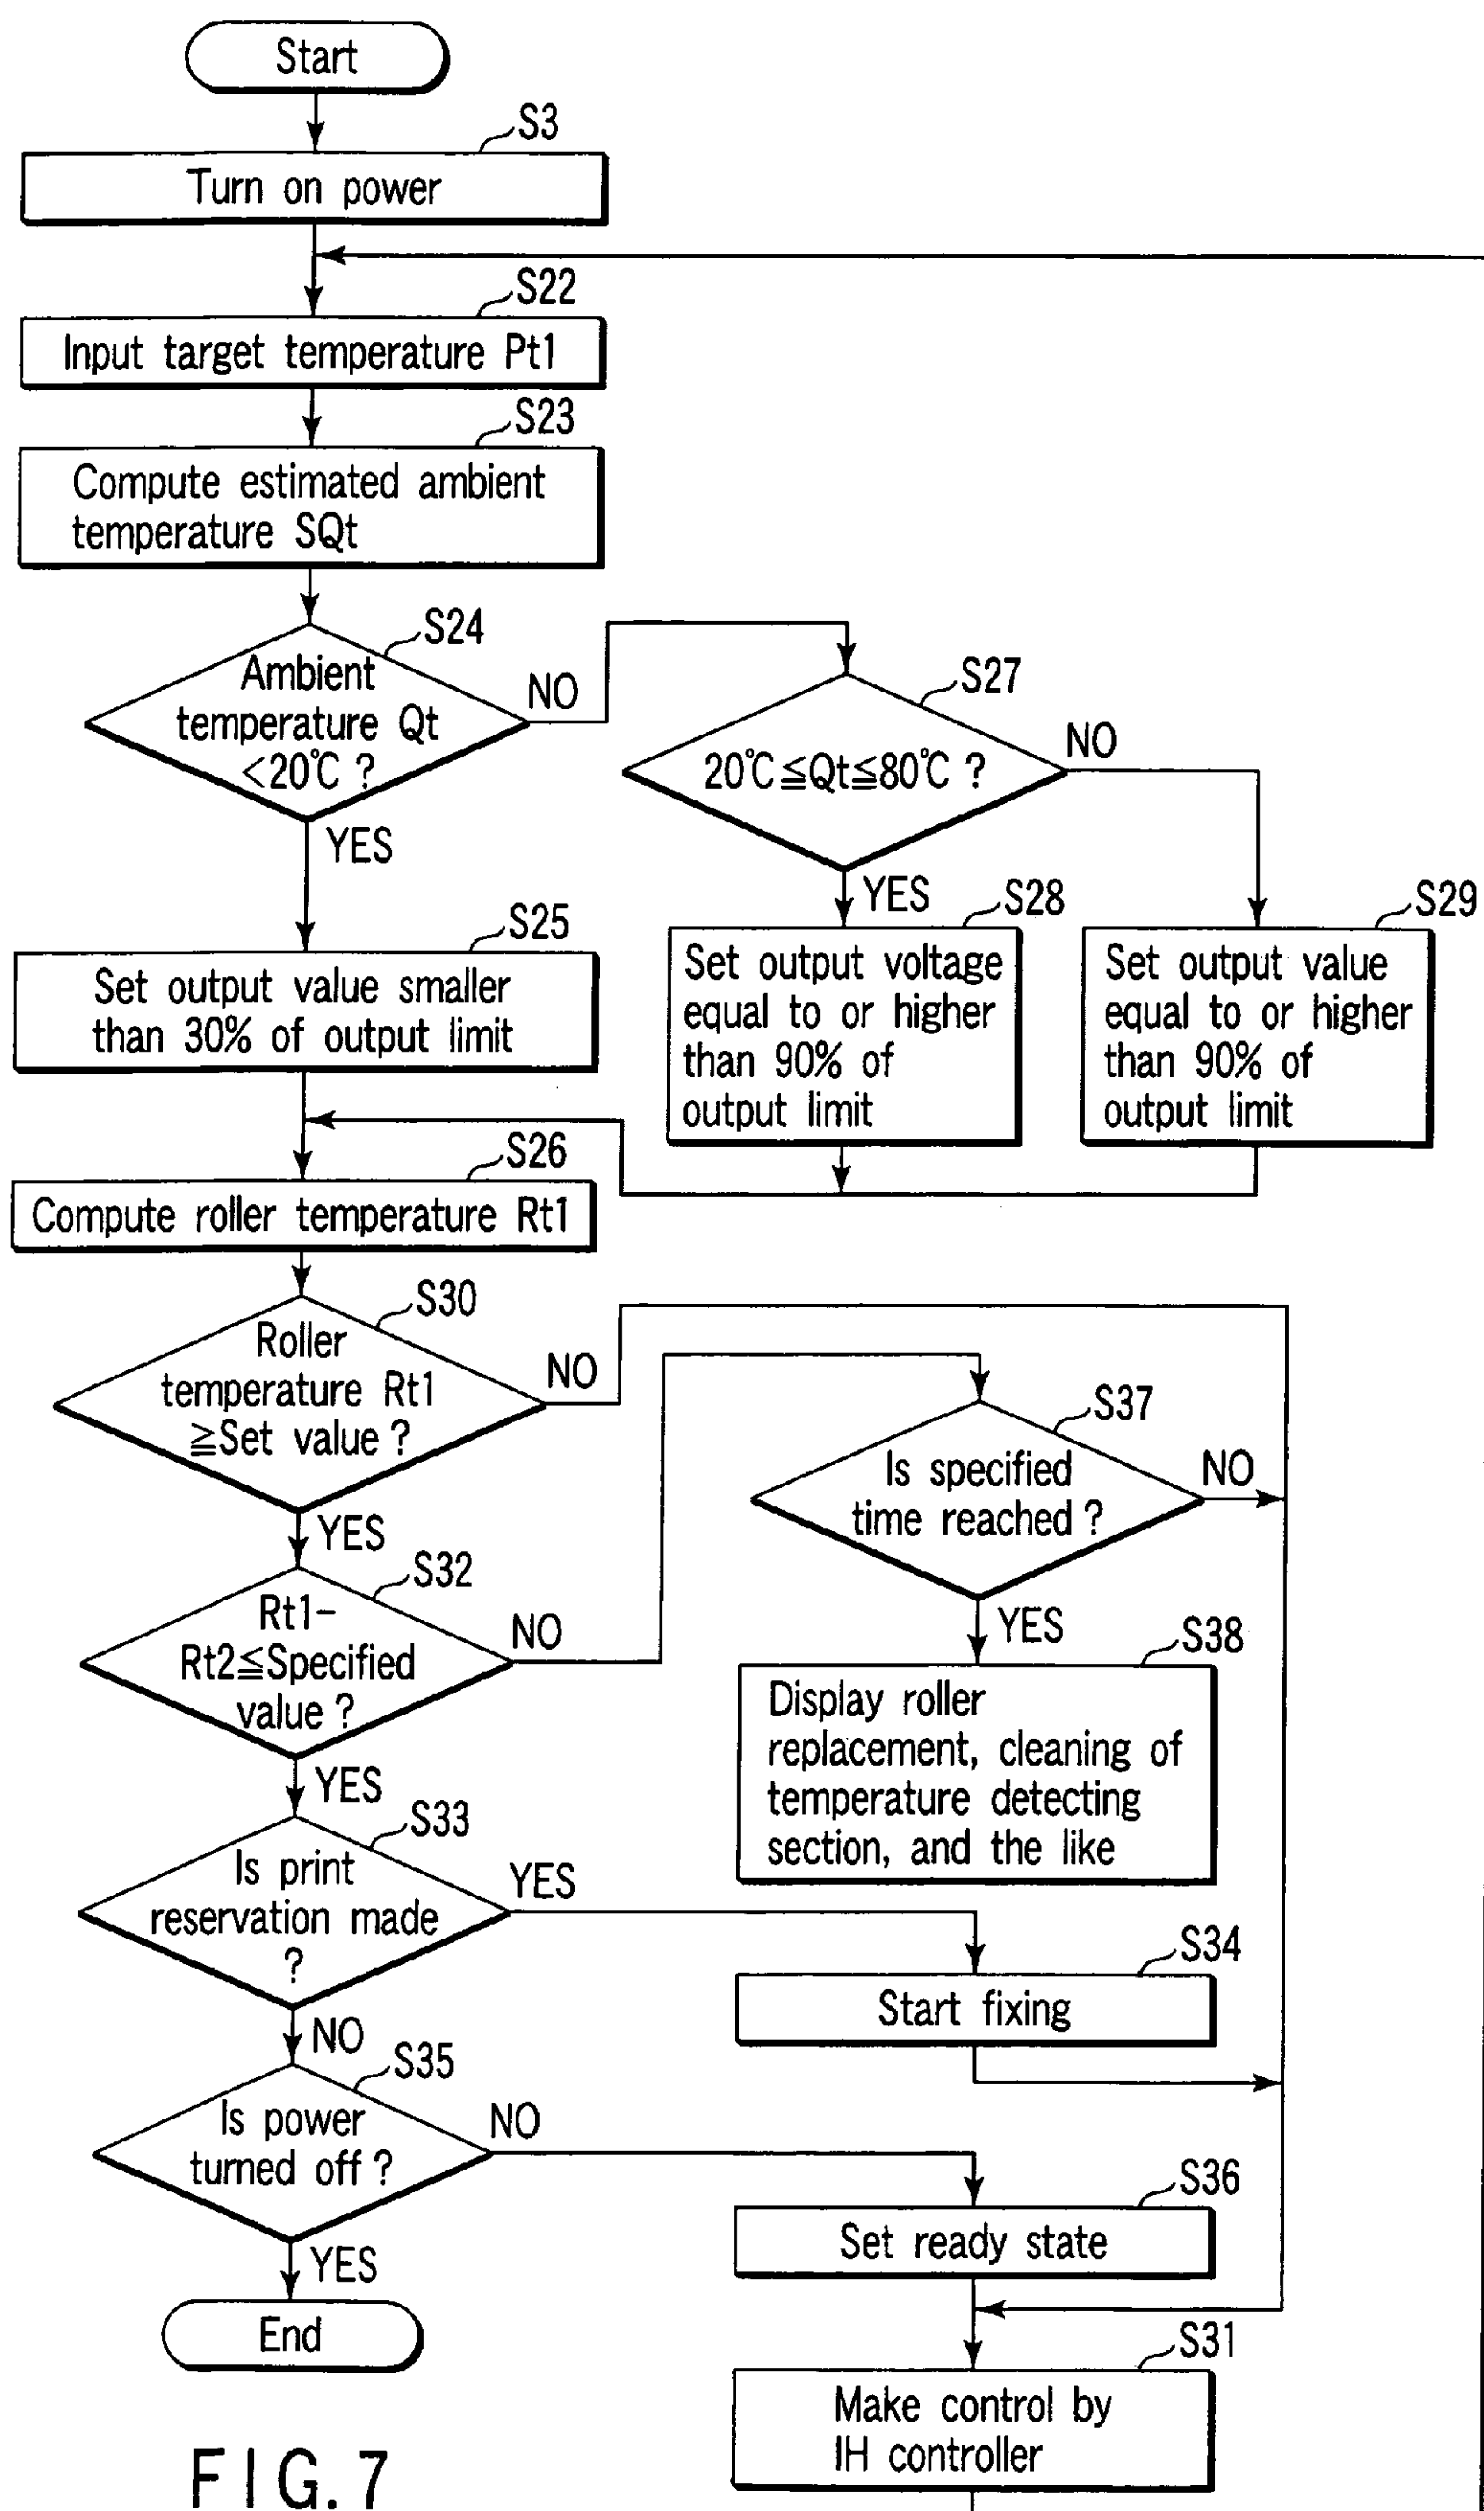 Start
S3
Turn on power
S22
Input target temperature Pt1
S23
Compute estimated ambient
temperature SQt
S24
Ambient
temperature Qt
<20℃ ?
NO
YES
S27
20℃≦Qt≦80℃ ?
NO
YES
S25
Set output value smaller
than 30% of output limit
S28
Set output voltage
equal to or higher
than 90% of
output limit
S29
Set output value
equal to or higher
than 90% of
output limit
S26
Compute roller temperature Rt1
S30
Roller
temperature Rt1
≧Set value ?
NO
YES
S37
Is specified
time reached ?
NO
YES
S32
Rt1-
Rt2≦Specified
value ?
NO
YES
S38
Display roller
replacement, cleaning of
temperature detecting
section, and the like
S33
Is print
reservation made
?
YES
NO
S34
Start fixing
S35
Is power
turned off ?
NO
YES
S36
Set ready state
End
S31
Make control by
IH controller
FIG. 7